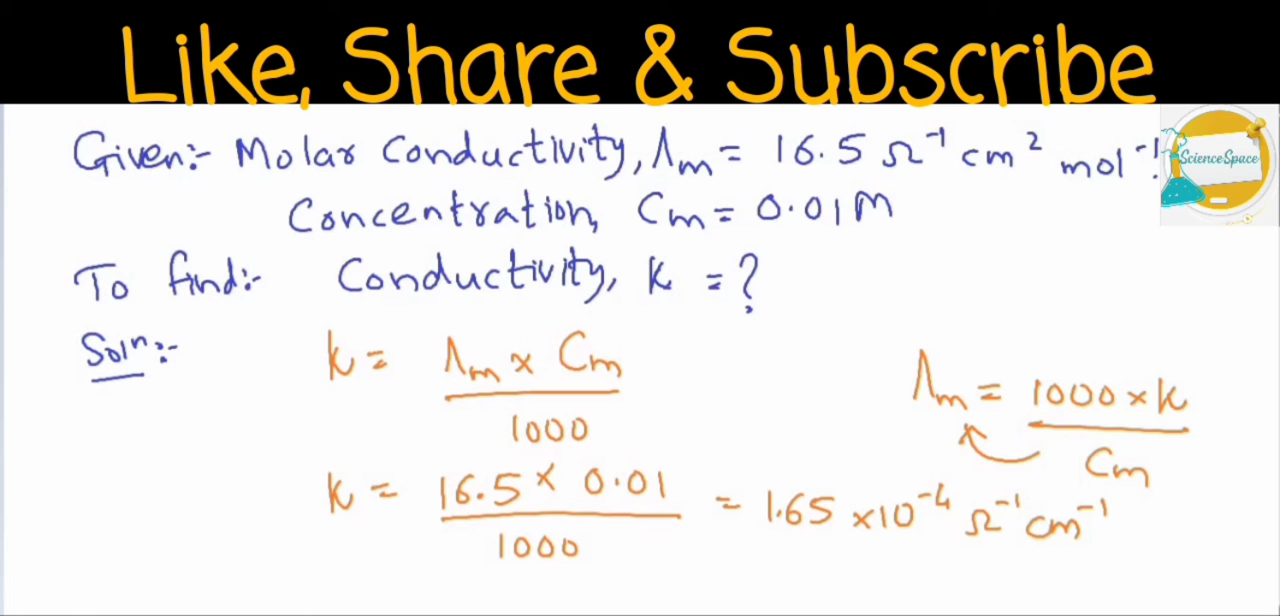 Like, Share & Subscribe
Given:- Molar Conductivity, Λm = 16.5 Ω⁻¹ cm² mol⁻¹
ScienceSpace
Concentration, Cm = 0.01M
To find:- Conductivity, k = ?
Solⁿ:-
k = Λm × Cm / 1000
Λm = 1000 × k / Cm
k = 16.5 × 0.01 / 1000 = 1.65 × 10⁻⁴ Ω⁻¹ cm⁻¹